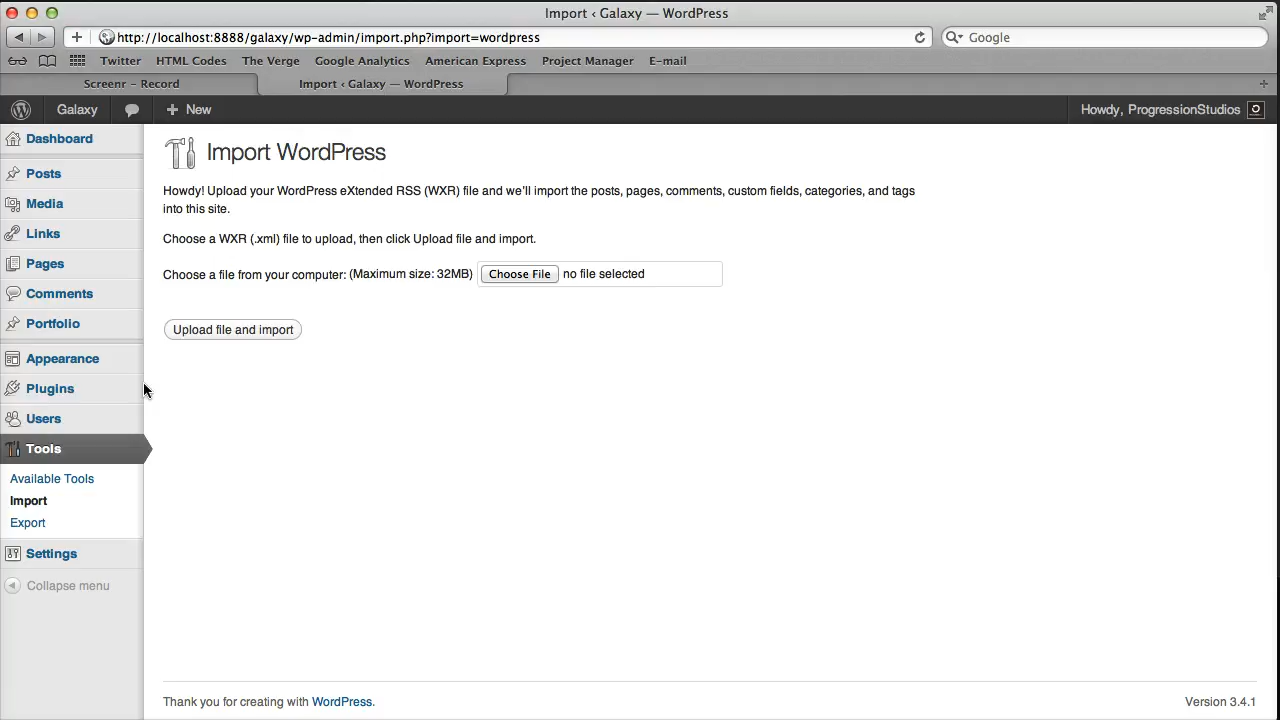 Import ‹ Galaxy — WordPress
http://localhost:8888/galaxy/wp-admin/import.php?import=wordpress
Google
Twitter HTML Codes The Verge Google Analytics American Express Project Manager E-mail
Screenr – Record Import ‹ Galaxy — WordPress
Galaxy + New Howdy, ProgressionStudios
Dashboard
Posts
Media
Links
Pages
Comments
Portfolio
Appearance
Plugins
Users
Tools
Available Tools
Import
Export
Settings
Collapse menu
Import WordPress
Howdy! Upload your WordPress eXtended RSS (WXR) file and we’ll import the posts, pages, comments, custom fields, categories, and tags
into this site.
Choose a WXR (.xml) file to upload, then click Upload file and import.
Choose a file from your computer: (Maximum size: 32MB) Choose File no file selected
Upload file and import
Thank you for creating with WordPress. Version 3.4.1